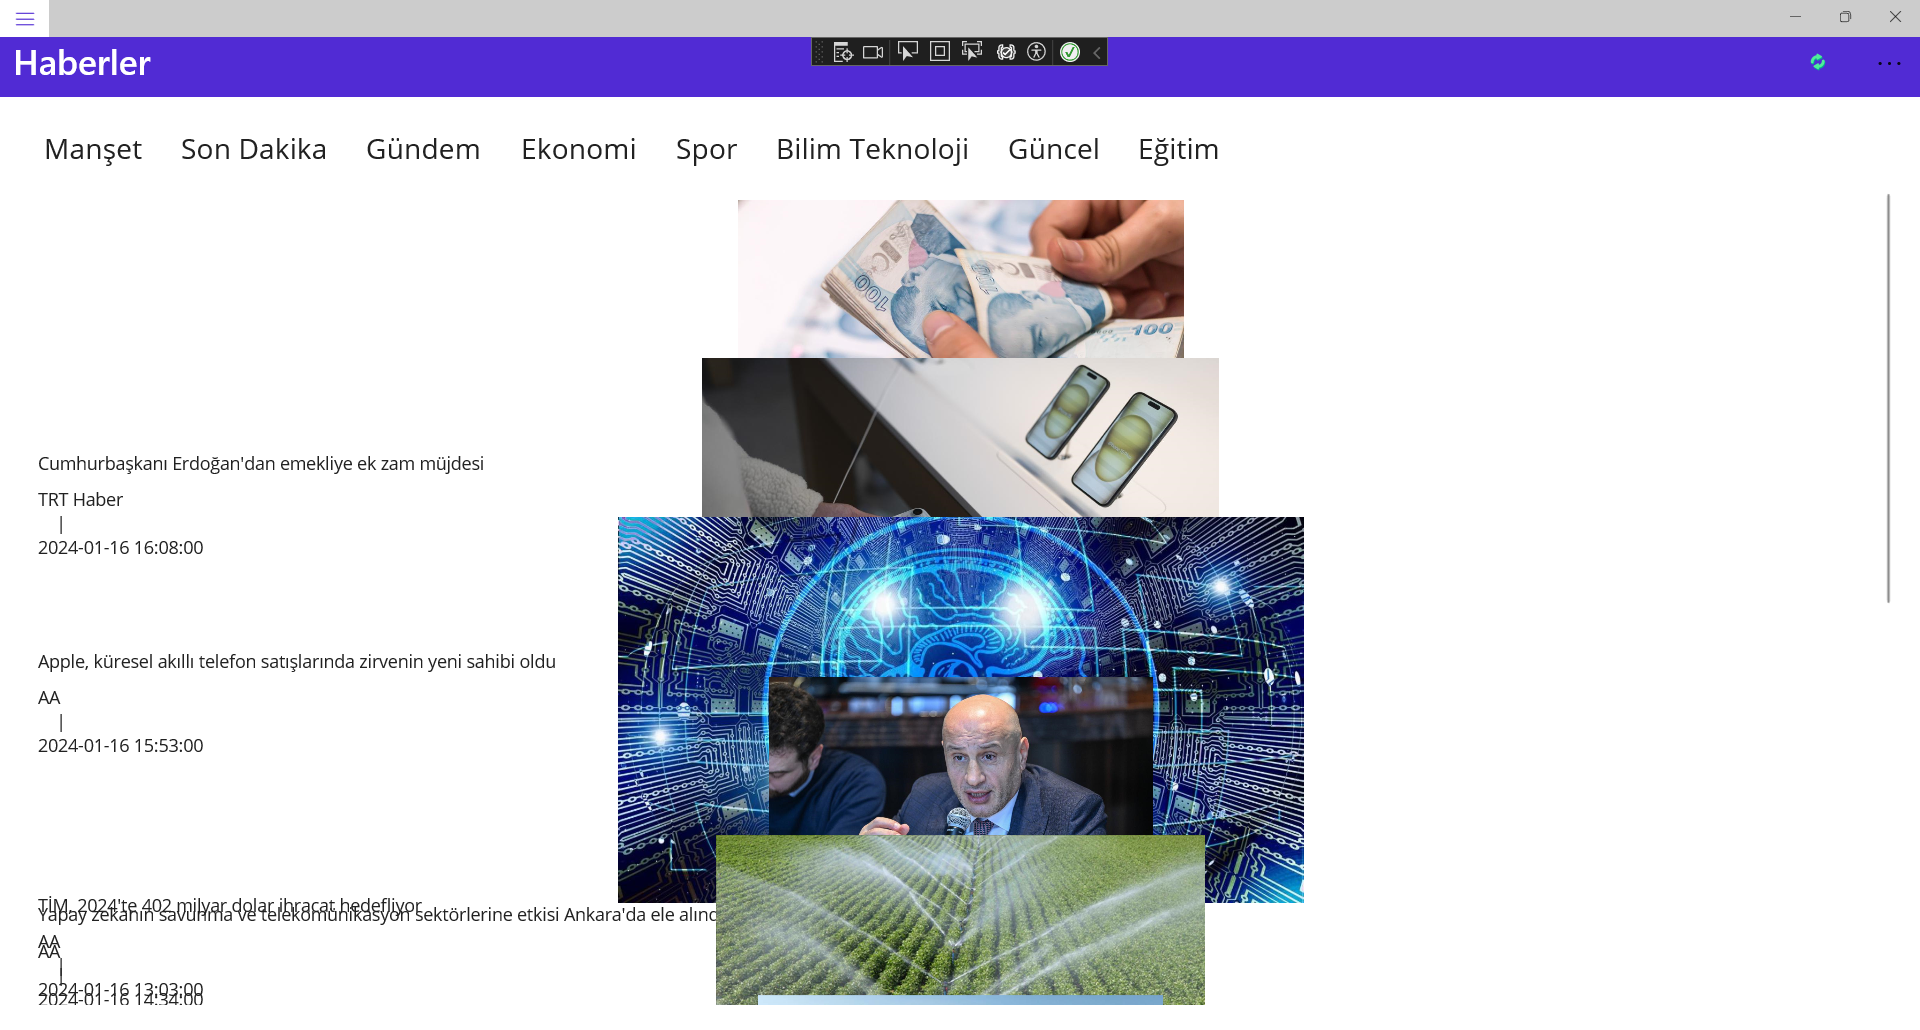 Haberler
Manşet Son Dakika Gündem Ekonomi Spor Bilim Teknoloji Güncel Eğitim
100
100
100
Cumhurbaşkanı Erdoğan'dan emekliye ek zam müjdesi
TRT Haber
|
2024-01-16 16:08:00
Apple, küresel akıllı telefon satışlarında zirvenin yeni sahibi oldu
AA
|
2024-01-16 15:53:00
TİM, 2024'te 402 milyar dolar ihracat hedefliyor
Yapay zekanın savunma ve telekomünikasyon sektörlerine etkisi Ankara'da ele alınd
AA
AA
|
|
2024-01-16 13:03:00
2024-01-16 14:34:00